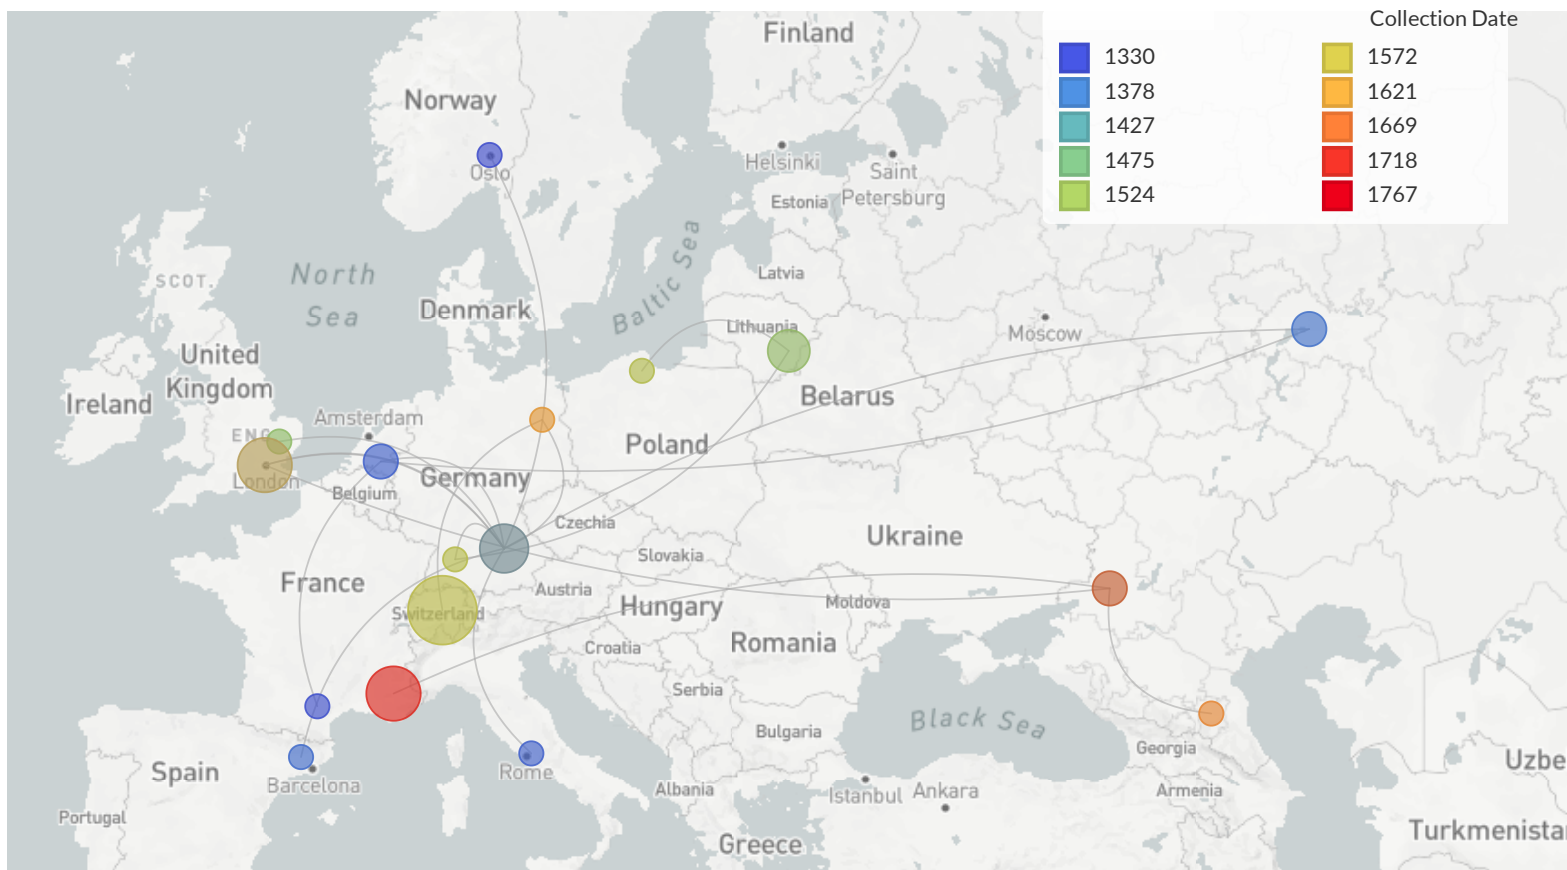 Collection Date
1330
1378
1427
1475
1524
1572
1621
1669
1718
1767
Finland
Norway
Helsinki
Saint
Petersburg
Oslo
Estonia
SCOT.
North
Sea
Baltic Sea
Latvia
Denmark
Lithuania
Moscow
United
Kingdom
Ireland
Belarus
Amsterdam
ENG
Poland
London
Belgium
Germany
Czechia
Ukraine
Slovakia
France
Austria
Switzerland
Hungary
Moldova
Croatia
Romania
Serbia
Black Sea
Bulgaria
Georgia
Spain
Barcelona
Rome
Albania
Istanbul
Ankara
Armenia
Uzbe
Portugal
Greece
Turkmenista